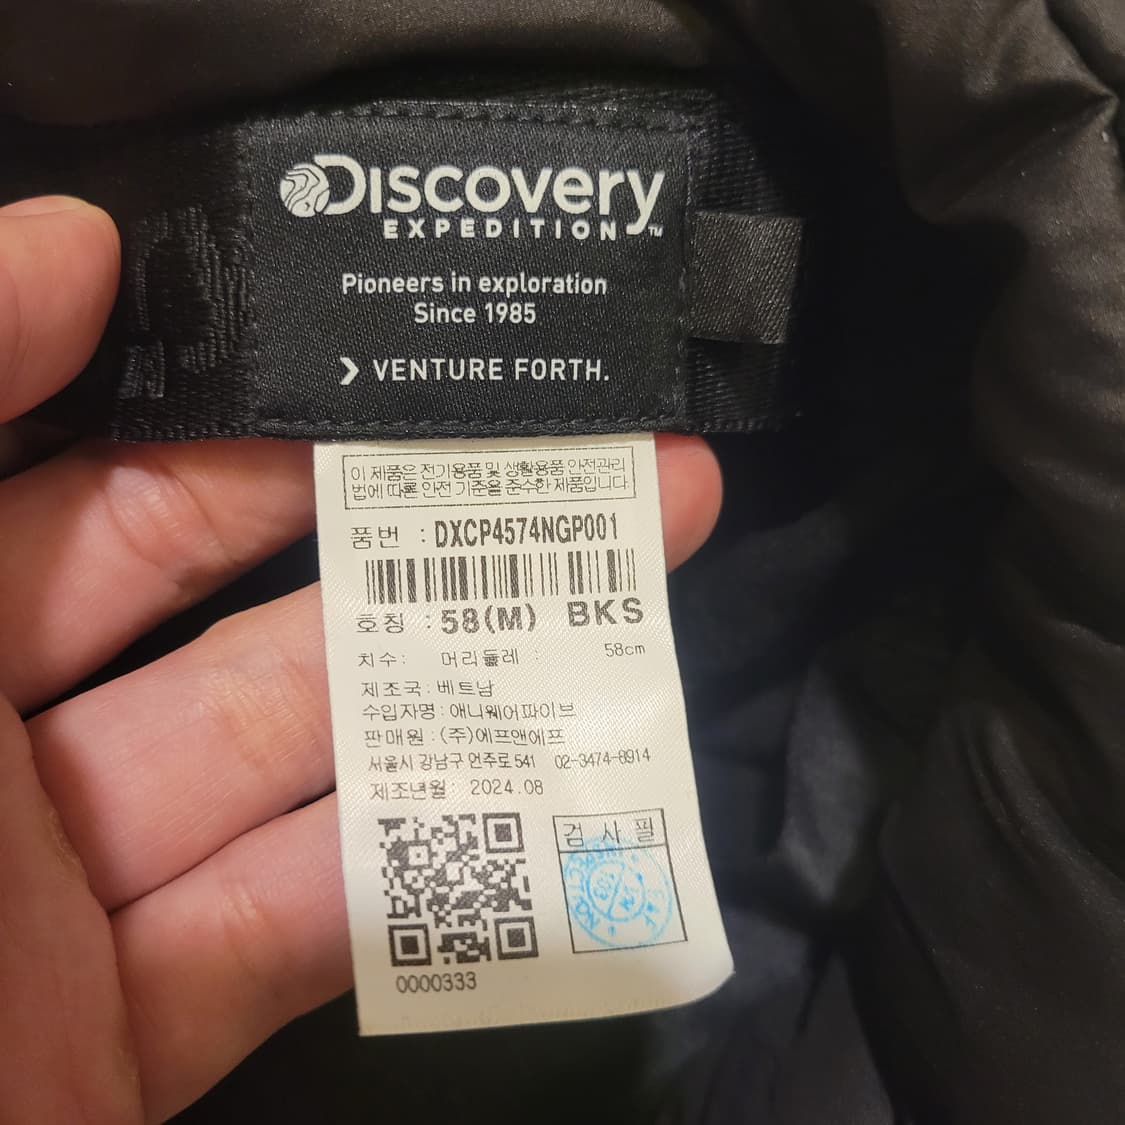 Discovery
EXPEDITION™
Pioneers in exploration
Since 1985
VENTURE FORTH.
이 제품은 전기용품 및 생활용품 안전관리
법에 따른 안전 기준을 준수한 제품입니다
품번 : DXCP4574NGP001
호칭 : 58(M) BKS
치수: 머리둘레 : 58cm
제조국:베트남
수입자명:애니웨어파이브
판매원:(주)에프앤에프
서울시 강남구 언주로 541 02-3474-8914
제조년월: 2024.08
검사필
INSPECTION
0000333